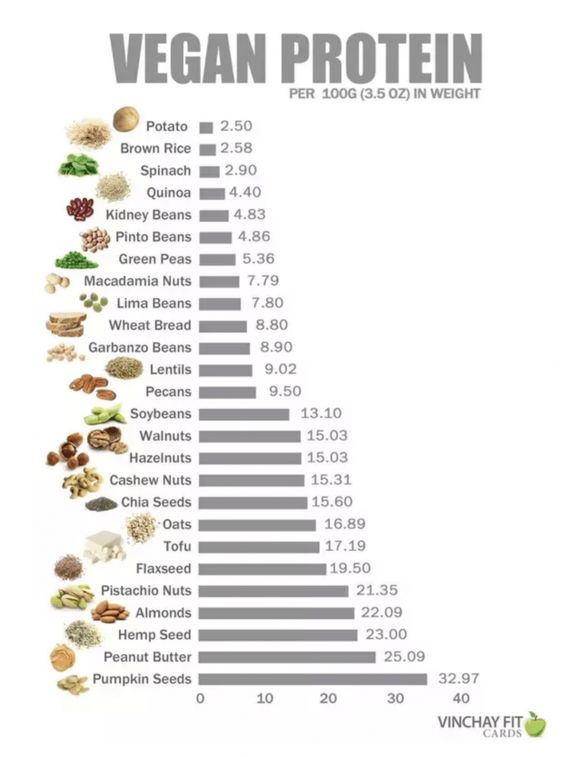 VEGAN PROTEIN
PER 100G (3.5 OZ) IN WEIGHT
Potato 2.50
Brown Rice 2.58
Spinach 2.90
Quinoa 4.40
Kidney Beans 4.83
Pinto Beans 4.86
Green Peas 5.36
Macadamia Nuts 7.79
Lima Beans 7.80
Wheat Bread 8.80
Garbanzo Beans 8.90
Lentils 9.02
Pecans 9.50
Soybeans 13.10
Walnuts 15.03
Hazelnuts 15.03
Cashew Nuts 15.31
Chia Seeds 15.60
Oats 16.89
Tofu 17.19
Flaxseed 19.50
Pistachio Nuts 21.35
Almonds 22.09
Hemp Seed 23.00
Peanut Butter 25.09
Pumpkin Seeds 32.97
0 10 20 30 40
VINCHAY FIT
CARDS